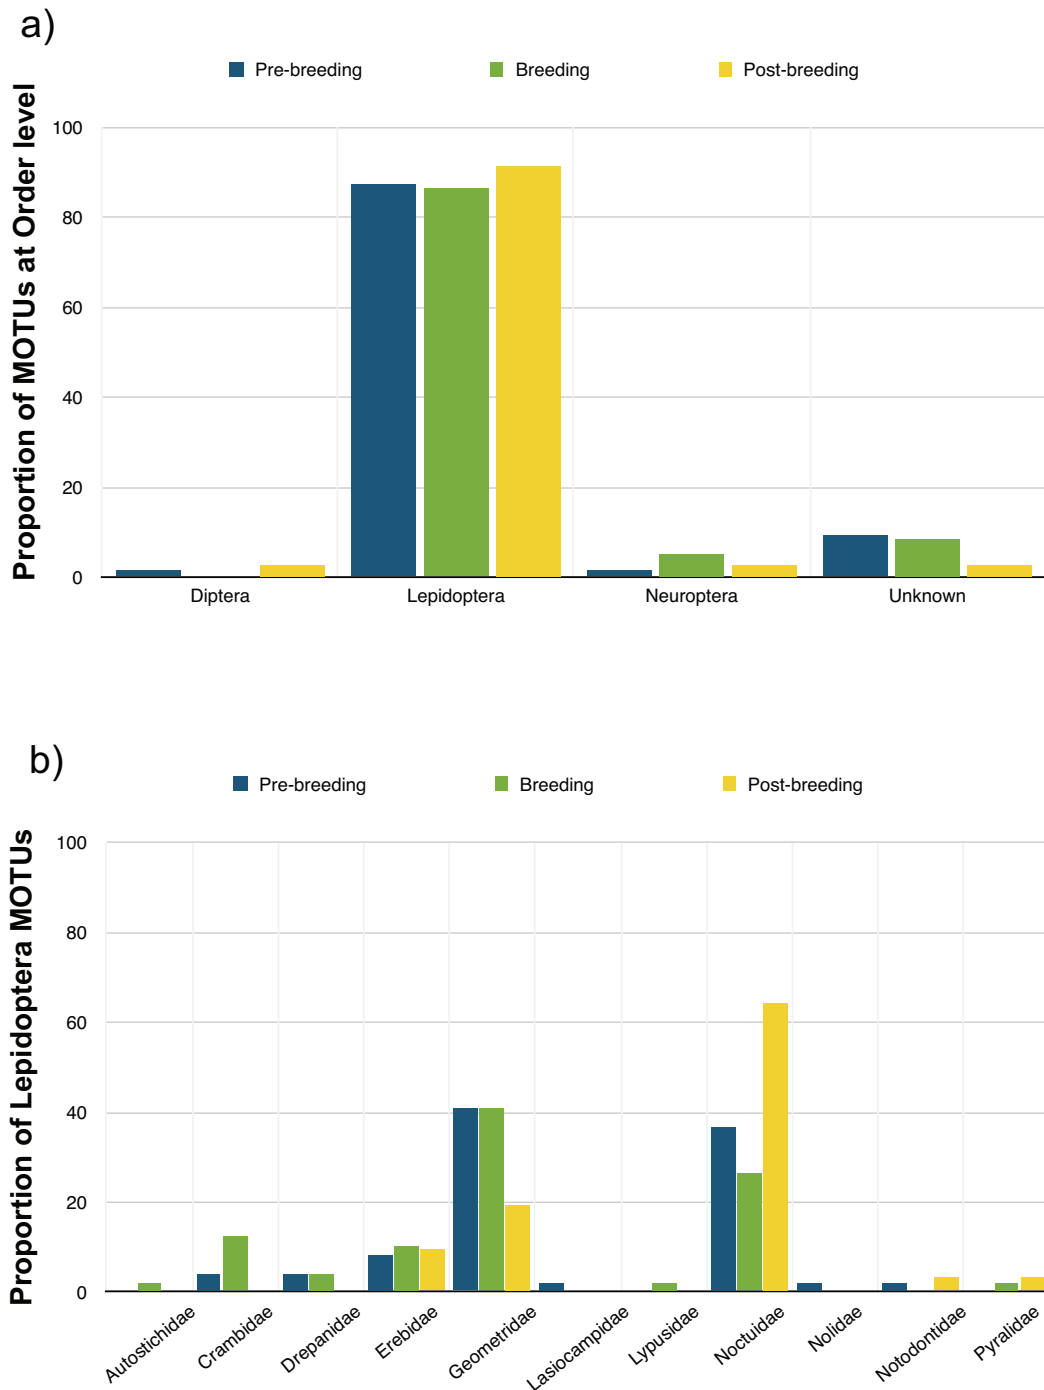 a)
Pre-breeding Breeding Post-breeding
Proportion of MOTUs at Order level
100
80
60
40
20
0
Diptera Lepidoptera Neuroptera Unknown
b)
Pre-breeding Breeding Post-breeding
Proportion of Lepidoptera MOTUs
100
80
60
40
20
0
Autostichidae Crambidae Drepanidae Erebidae Geometridae Lasiocampidae Lypusidae Noctuidae Nolidae Notodontidae Pyralidae